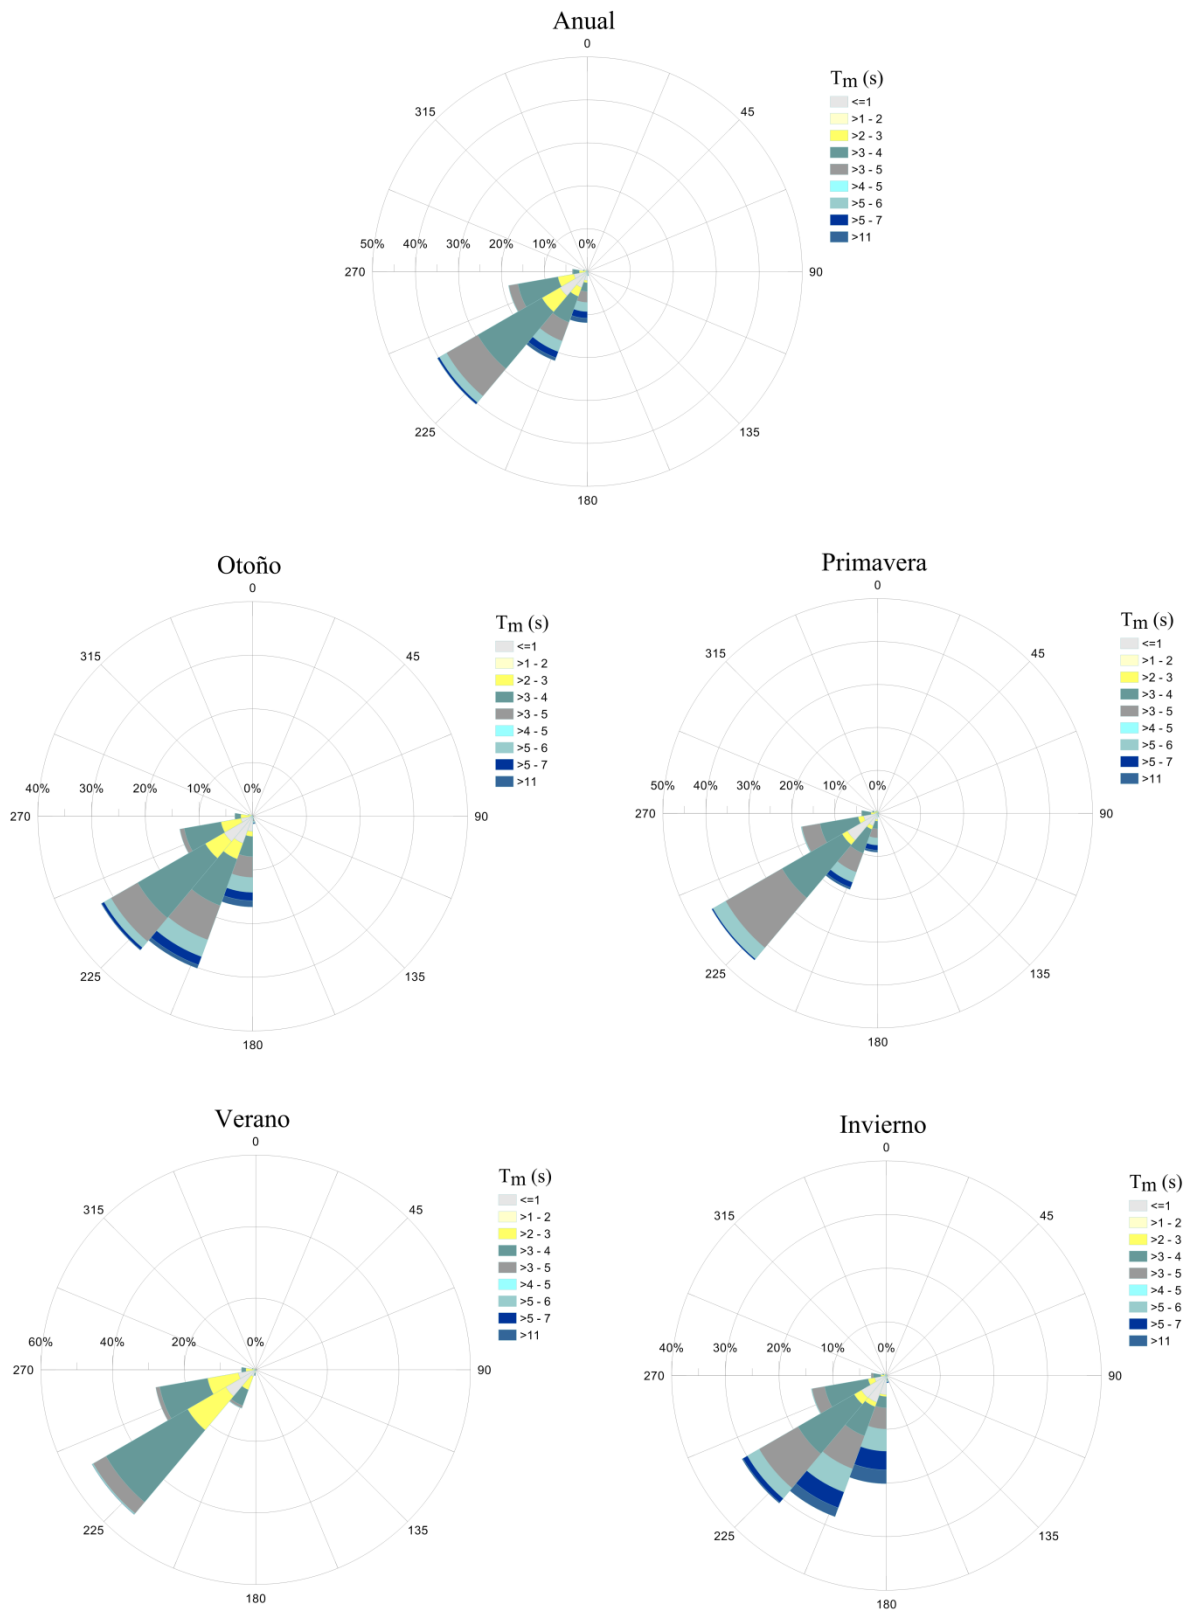 Anual
0
45
90
135
180
225
270
315
50% 40% 30% 20% 10% 0%
Tm (s)
<=1
>1 - 2
>2 - 3
>3 - 4
>3 - 5
>4 - 5
>5 - 6
>5 - 7
>11
Otoño
0
45
90
135
180
225
270
315
40% 30% 20% 10% 0%
Tm (s)
<=1
>1 - 2
>2 - 3
>3 - 4
>3 - 5
>4 - 5
>5 - 6
>5 - 7
>11
Primavera
0
45
90
135
180
225
270
315
50% 40% 30% 20% 10% 0%
Tm (s)
<=1
>1 - 2
>2 - 3
>3 - 4
>3 - 5
>4 - 5
>5 - 6
>5 - 7
>11
Verano
0
45
90
135
180
225
270
315
60% 40% 20% 0%
Tm (s)
<=1
>1 - 2
>2 - 3
>3 - 4
>3 - 5
>4 - 5
>5 - 6
>5 - 7
>11
Invierno
0
45
90
135
180
225
270
315
40% 30% 20% 10% 0%
Tm (s)
<=1
>1 - 2
>2 - 3
>3 - 4
>3 - 5
>4 - 5
>5 - 6
>5 - 7
>11